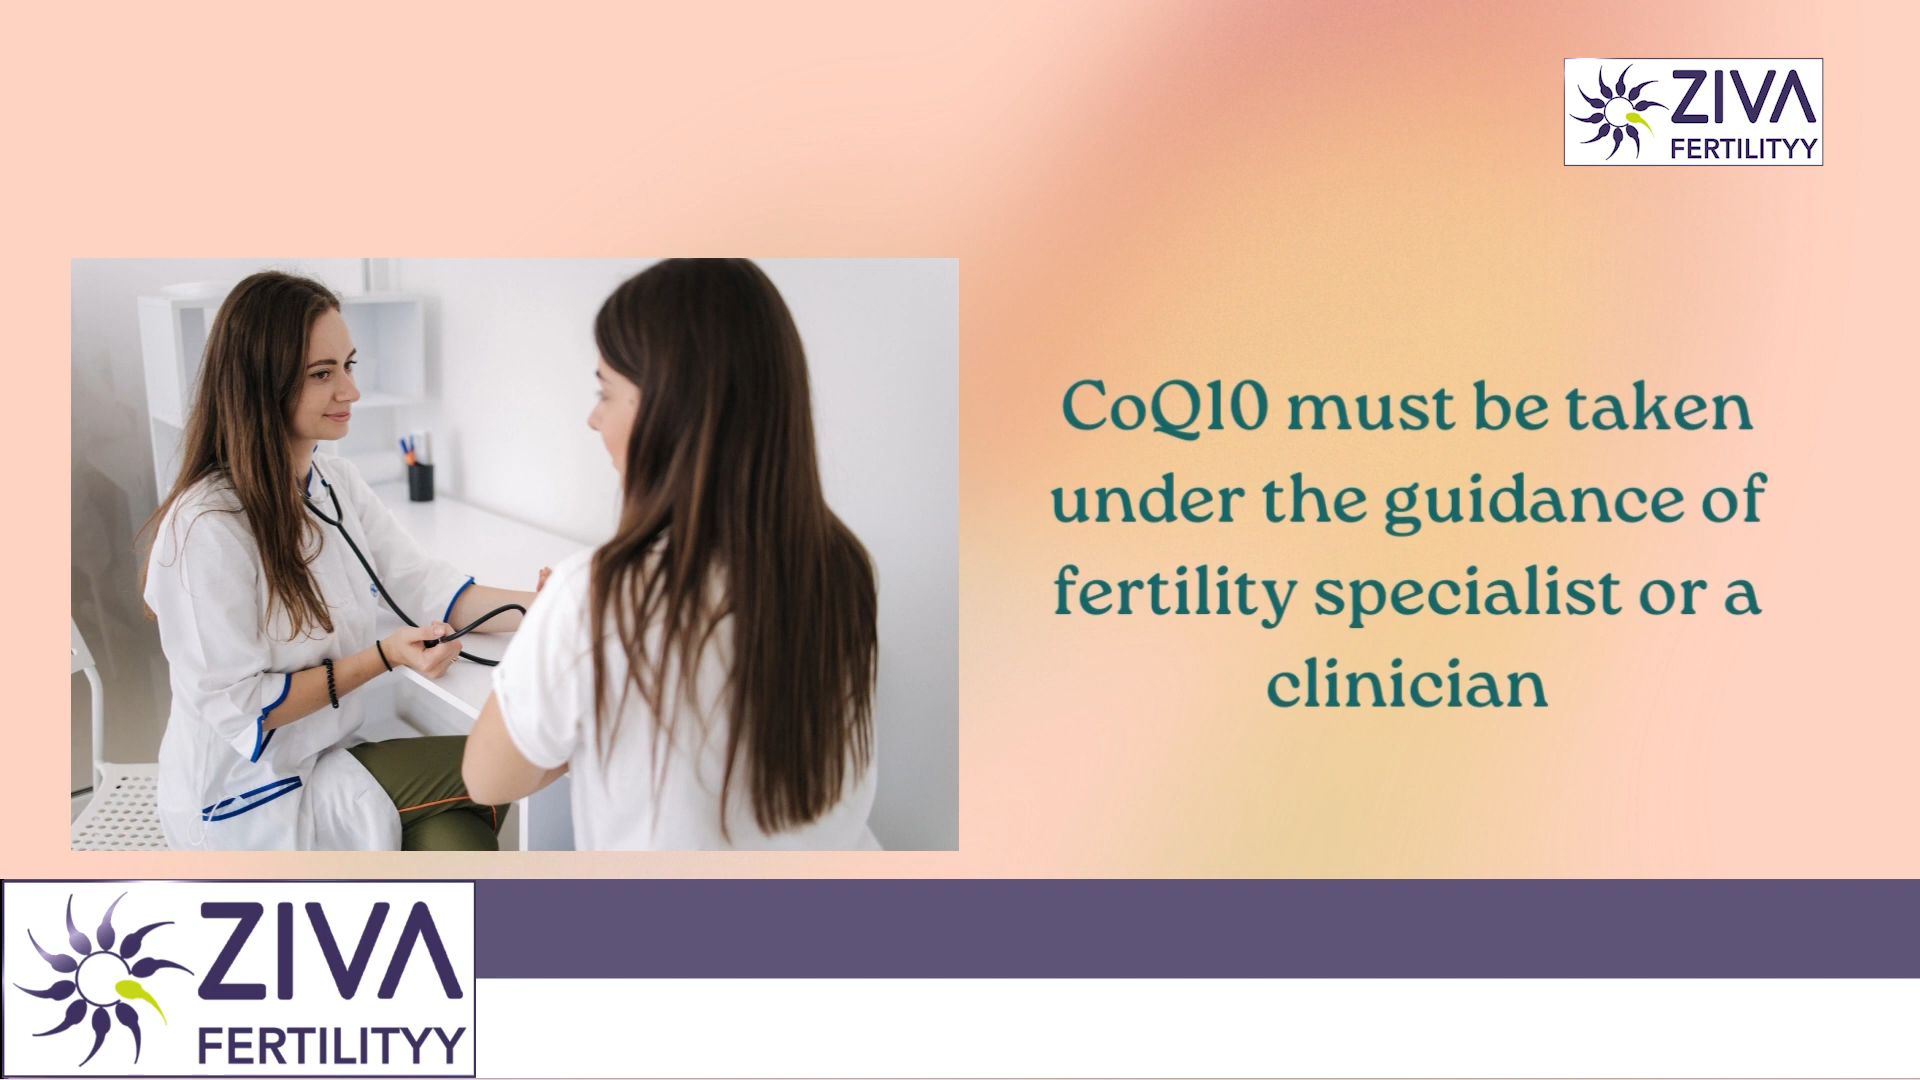 ZIVA
FERTILITYY
CoQ10 must be taken
under the guidance of
fertility specialist or a
clinician
ZIVA
FERTILITYY